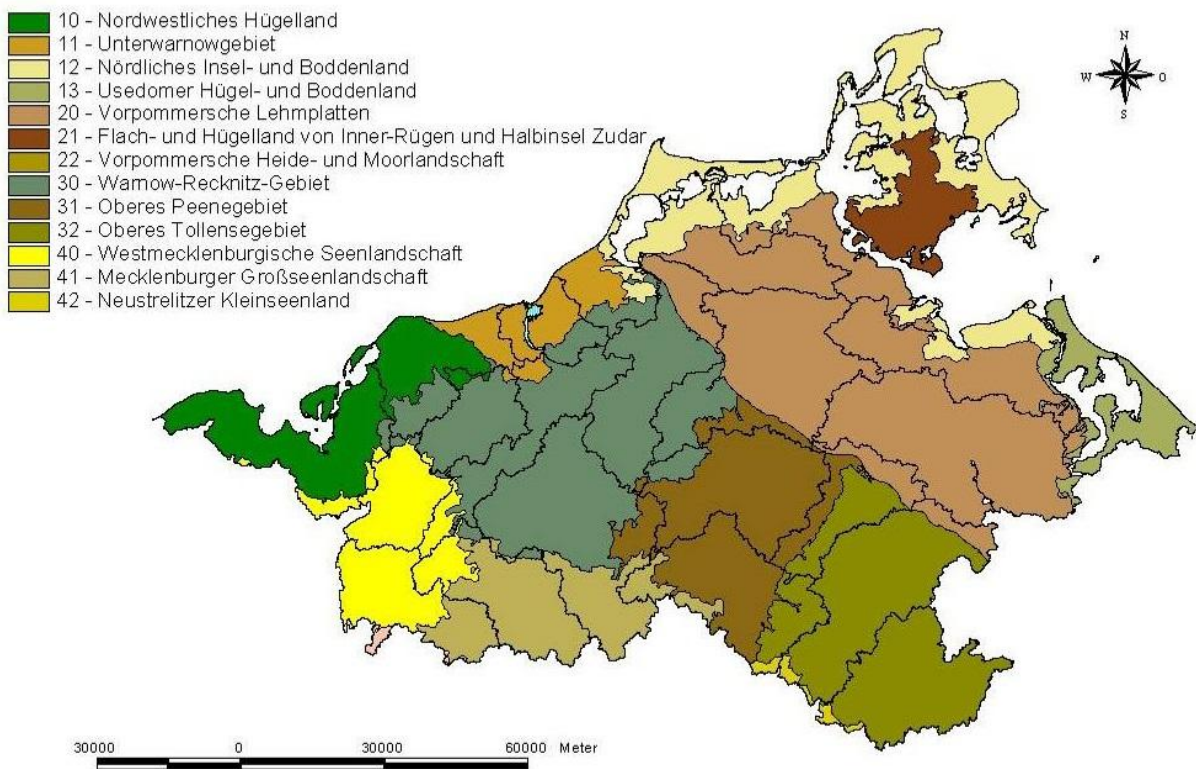 10 - Nordwestliches Hügelland
11 - Unterwarnowgebiet
12 - Nördliches Insel- und Boddenland
13 - Usedomer Hügel- und Boddenland
20 - Vorpommersche Lehmplatten
21 - Flach- und Hügelland von Inner-Rügen und Halbinsel Zudar
22 - Vorpommersche Heide- und Moorlandschaft
30 - Warnow-Recknitz-Gebiet
31 - Oberes Peenegebiet
32 - Oberes Tollensegebiet
40 - Westmecklenburgische Seenlandschaft
41 - Mecklenburger Großseenlandschaft
42 - Neustrelitzer Kleinseenland
N
W O
S
30000 0 30000 60000 Meter